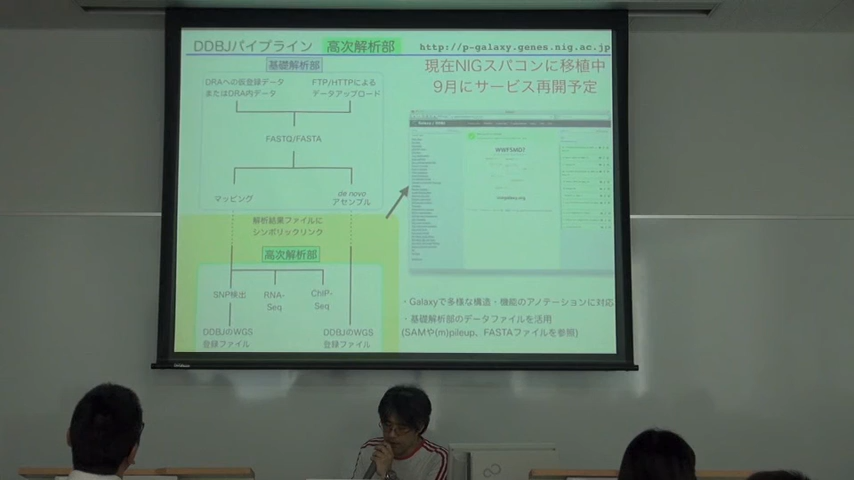 DDBJパイプライン 高次解析部 http://p-galaxy.genes.nig.ac.jp
基礎解析部
現在NIGスパコンに移植中
9月にサービス再開予定
DRAへの仮登録データ
またはDRA内データ
FTP/HTTPによる
データアップロード
FASTQ/FASTA
マッピング
de novo
アセンブル
解析結果ファイルに
シンボリックリンク
高次解析部
SNP検出
RNA-
Seq
ChIP-
Seq
DDBJのWGS
登録ファイル
DDBJのWGS
登録ファイル
WWFSMD?
・Galaxyで多様な構造・機能のアノテーションに対応
・基礎解析部のデータファイルを活用
(SAMや(m)pileup、FASTAファイルを参照)